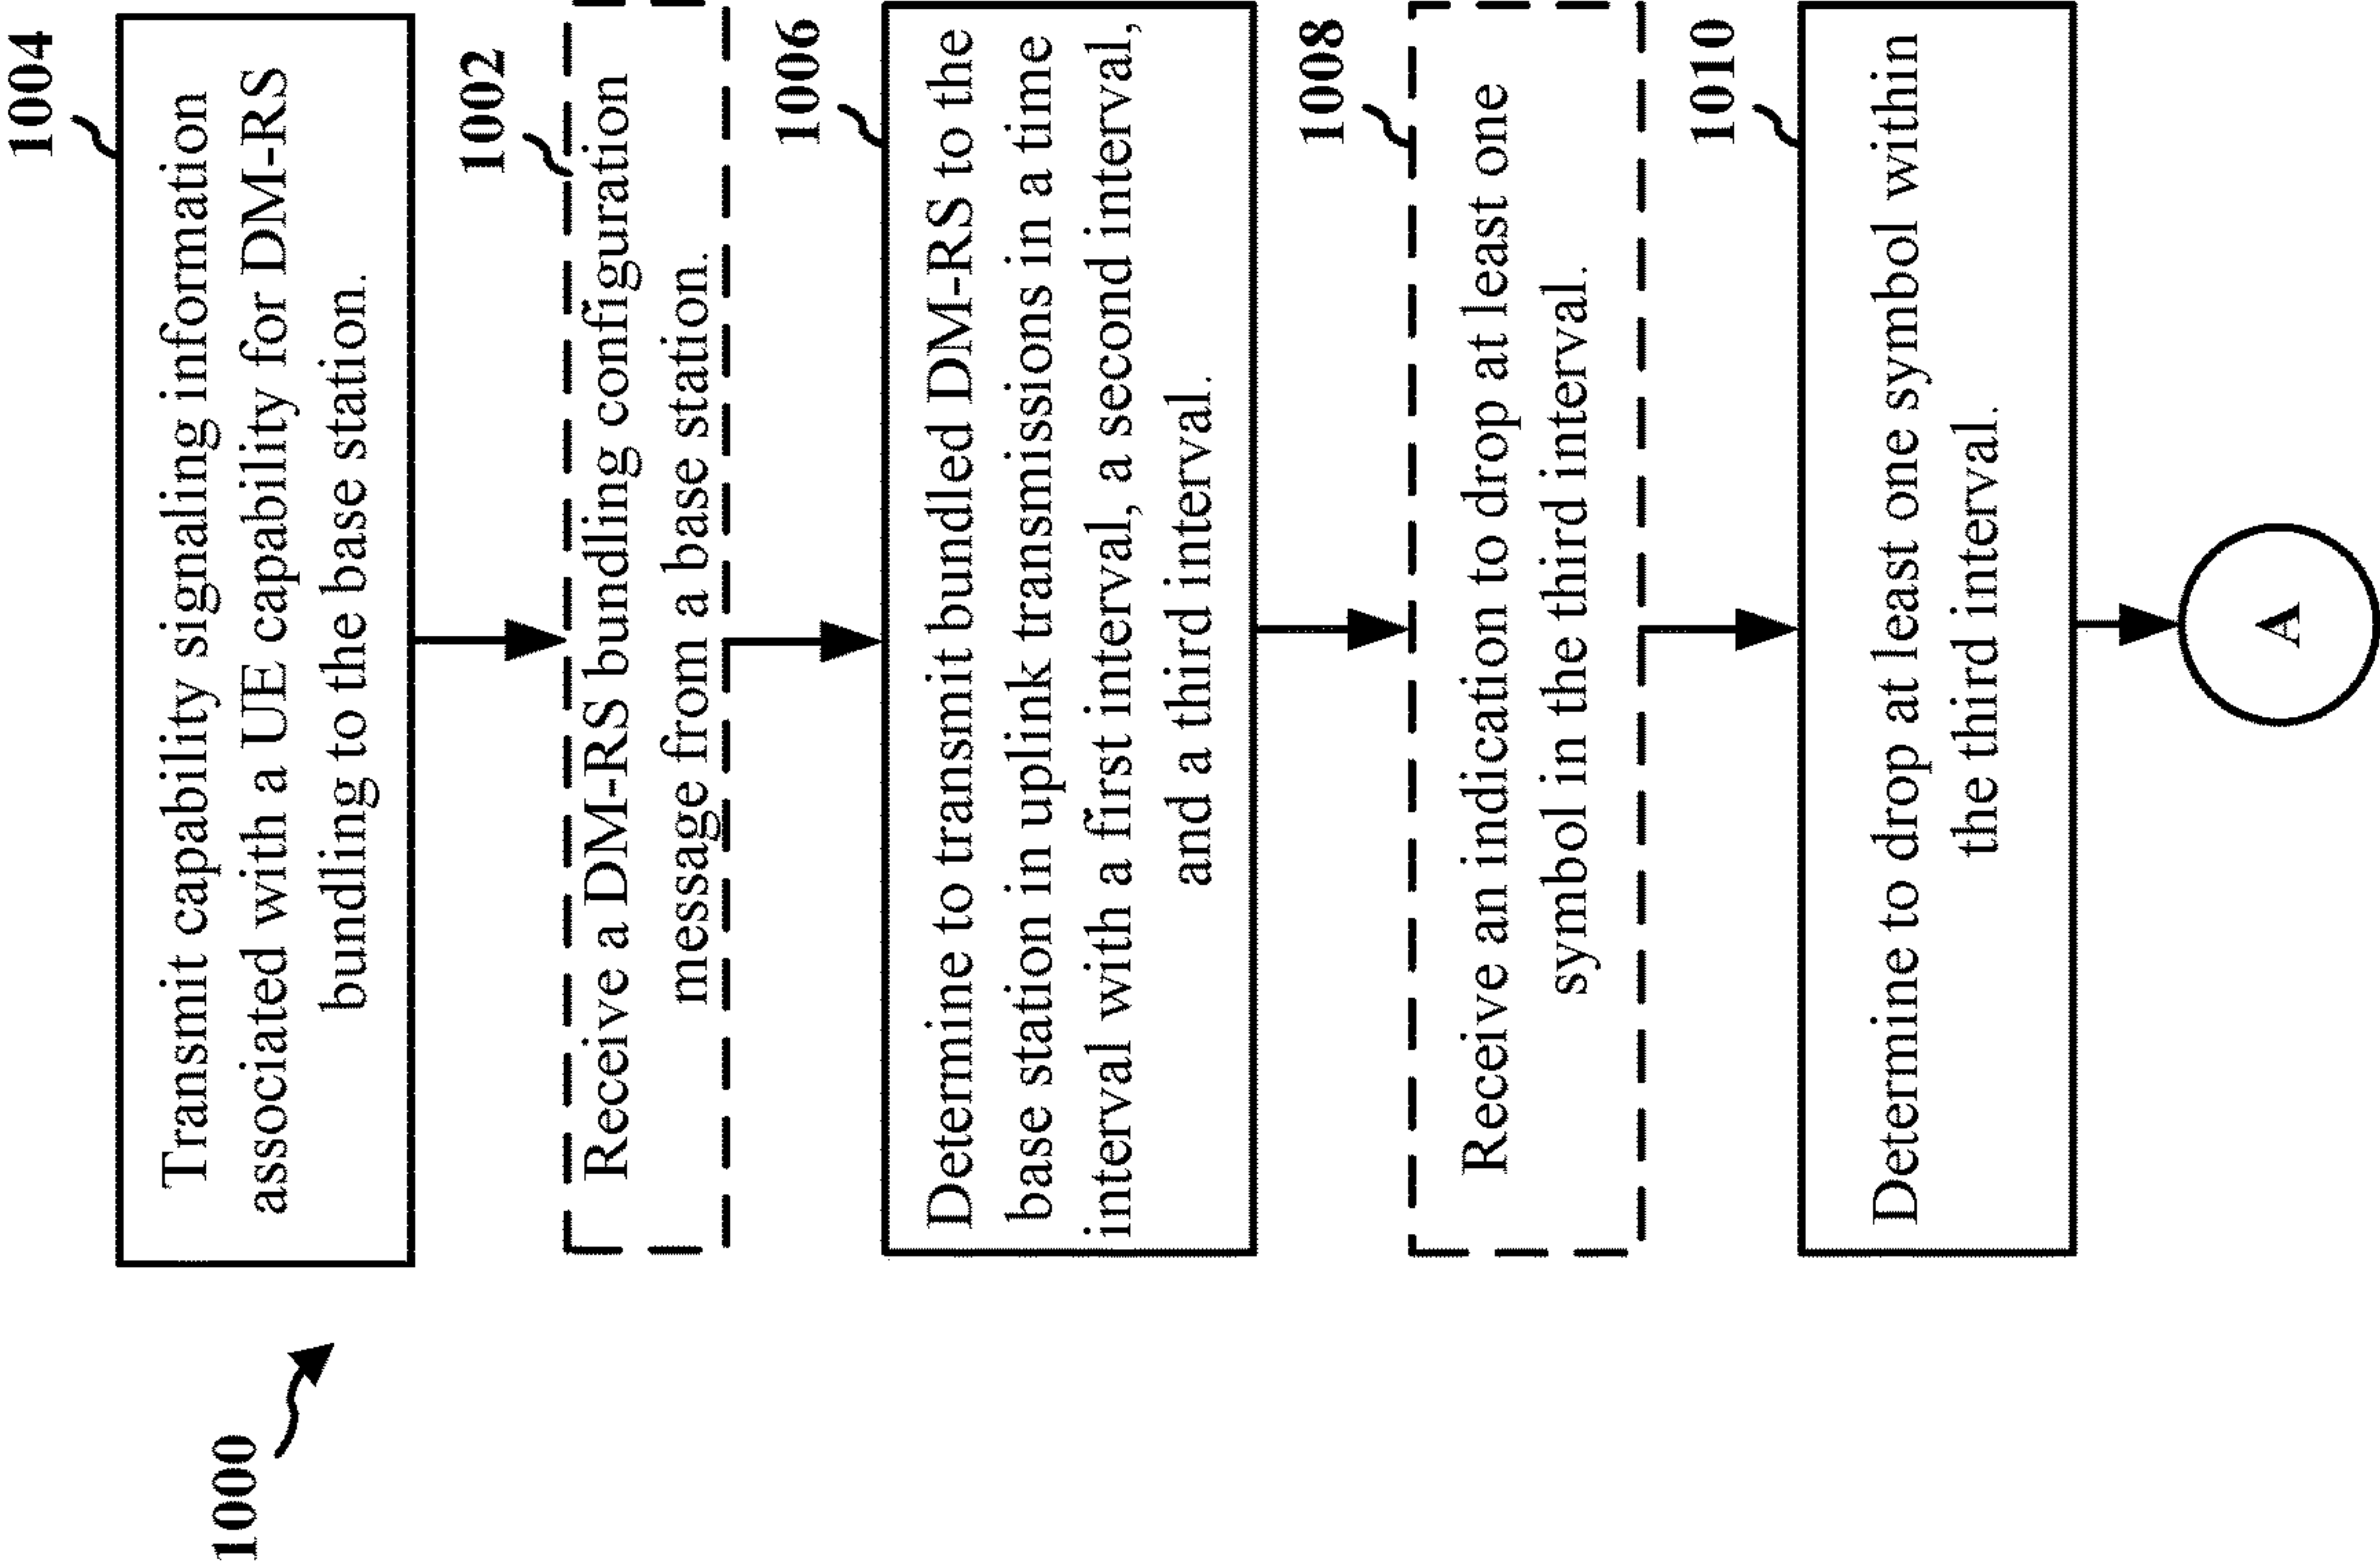 1000
1004
Transmit capability signaling information
associated with a UE capability for DM-RS
bundling to the base station.
1002
Receive a DM-RS bundling configuration
message from a base station.
1006
Determine to transmit bundled DM-RS to the
base station in uplink transmissions in a time
interval with a first interval, a second interval,
and a third interval.
1008
Receive an indication to drop at least one
symbol in the third interval.
1010
Determine to drop at least one symbol within
the third interval.
A